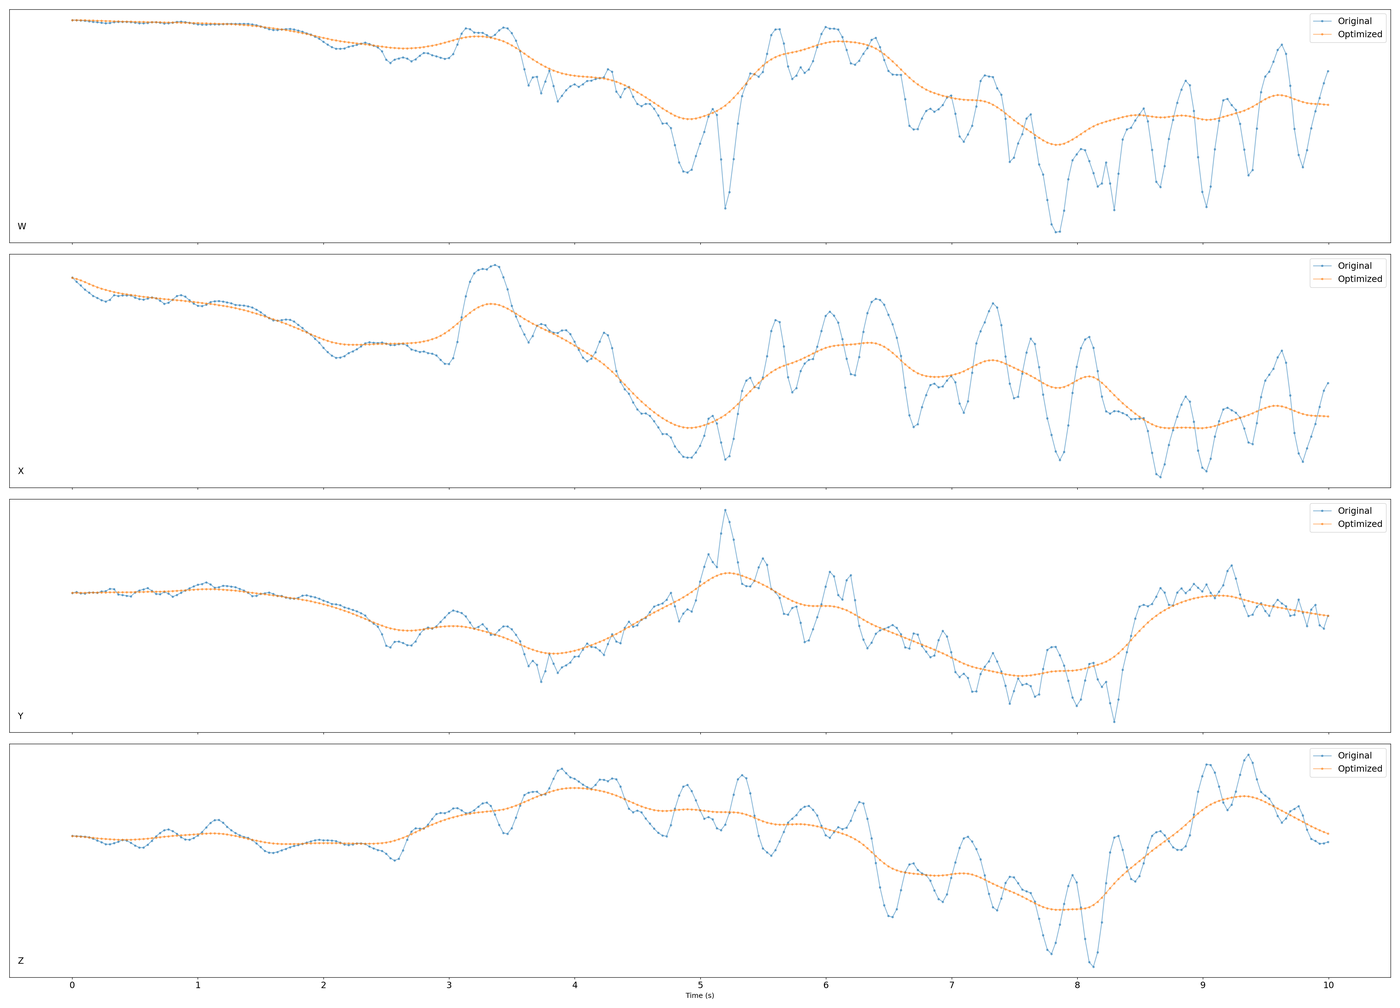 Original
Optimized
W
Original
Optimized
X
Original
Optimized
Y
Original
Optimized
Z
0 1 2 3 4 5 6 7 8 9 10
Time (s)